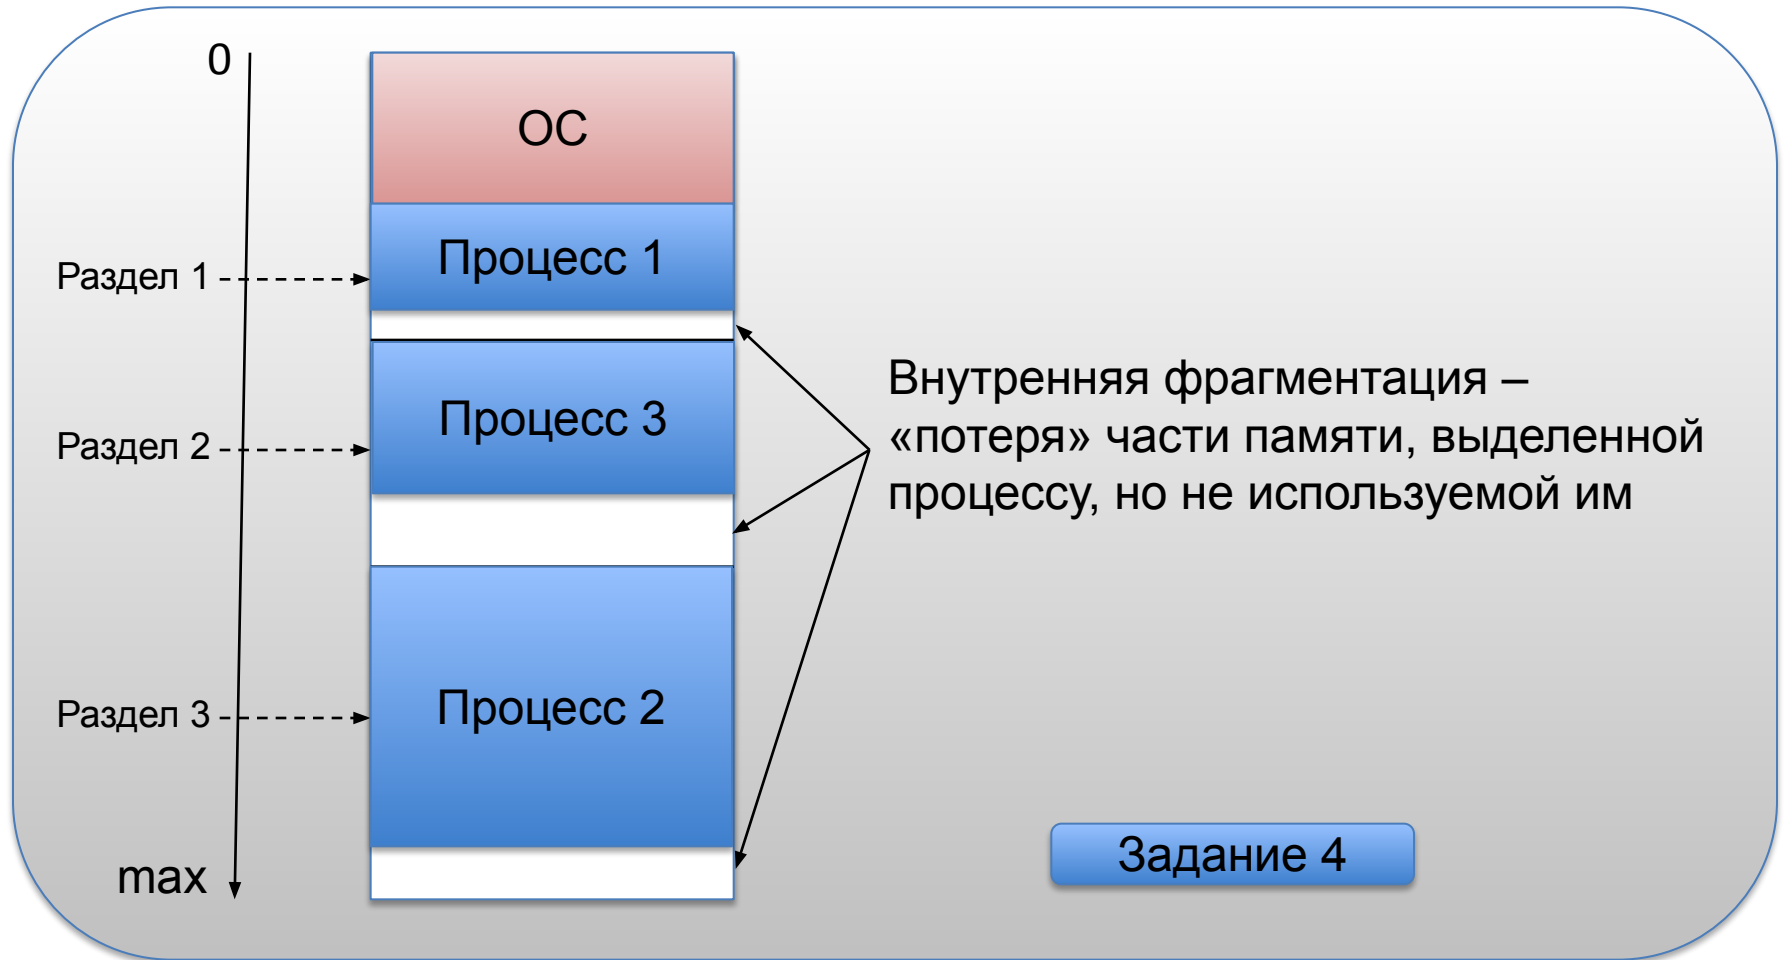 0
ОС
Процесс 1
Раздел 1
Внутренняя фрагментация –
«потеря» части памяти, выделенной
процессу, но не используемой им
Процесс 3
Раздел 2
Процесс 2
Раздел 3
Задание 4
max